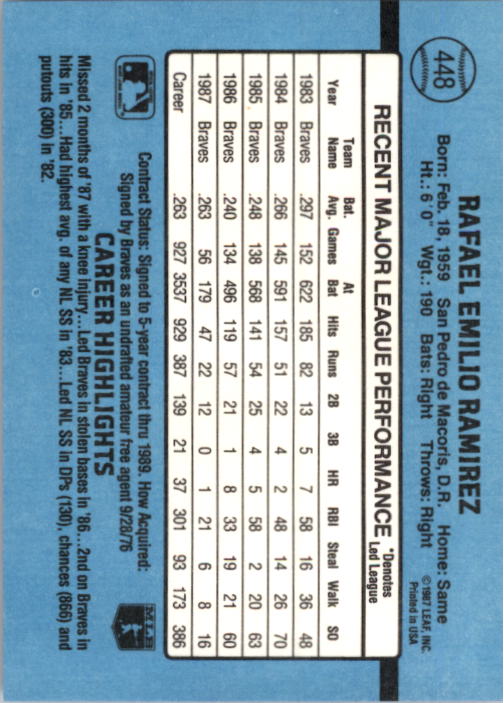 448
RAFAEL EMILIO RAMIREZ
Born: Feb. 18, 1959 San Pedro de Macoris, D.R. Home: Same
Ht.: 6'0" Wgt.: 190 Bats: Right Throws: Right
©1987 LEAF, INC.
Printed in USA
RECENT MAJOR LEAGUE PERFORMANCE *Denotes Led League
Year Team Name Bat. Avg. Games At Bat Hits Runs 2B 3B HR RBI Steal Walk SO
1983 Braves .297 152 622 185 82 13 5 7 58 16 36 48
1984 Braves .266 145 591 157 51 22 4 2 48 14 26 70
1985 Braves .248 138 568 141 54 25 4 5 58 2 20 63
1986 Braves .240 134 496 119 57 21 1 8 33 19 21 60
1987 Braves .263 56 179 47 22 12 0 1 21 6 8 16
Career .263 927 3537 929 387 139 21 37 301 93 173 386
Contract Status: Signed to 5-year contract thru 1989. How Acquired:
Signed by Braves as an undrafted amateur free agent 9/28/76
MLB
CAREER HIGHLIGHTS
Missed 2 months of '87 with a knee injury...Led Braves in stolen bases in '86...2nd on Braves in
hits in '85...Had highest avg. of any NL SS in '83...Led NL SS in DPs (130), chances (866) and
putouts (300) in '82.